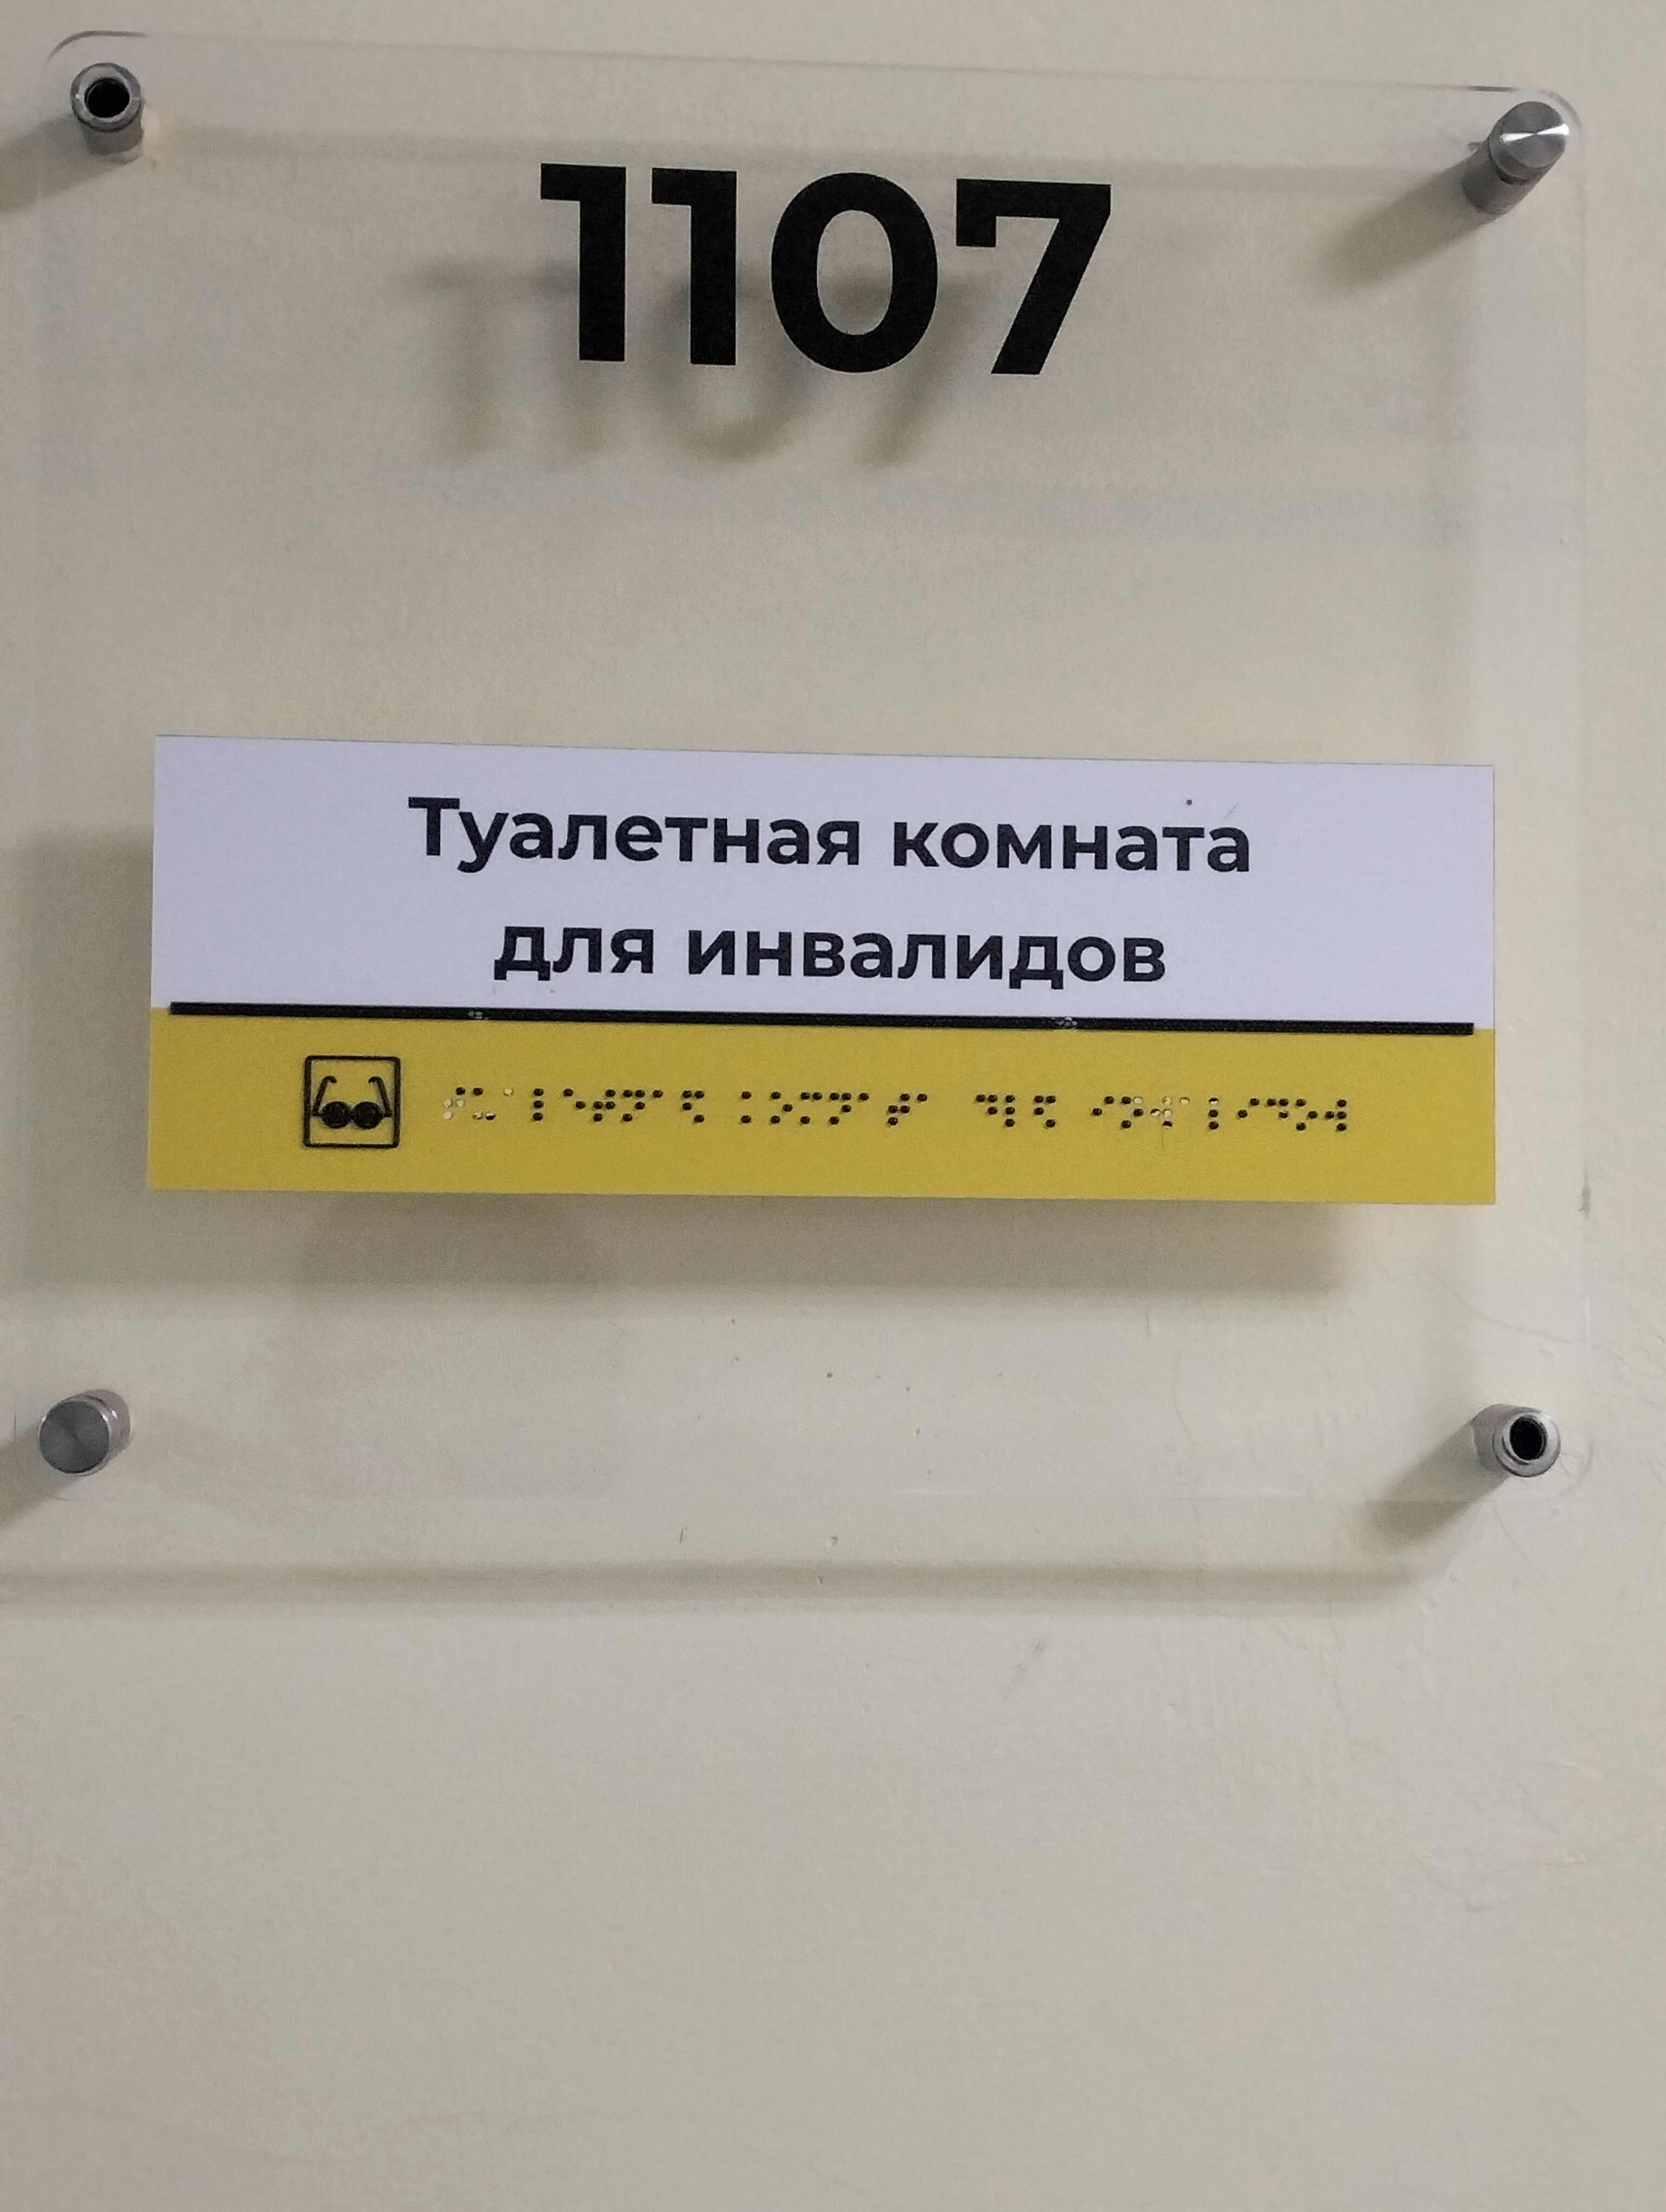 1107
Туалетная комната
для инвалидов
⠞⠥⠁⠇⠑⠞⠝⠁⠫ ⠅⠕⠍⠝⠁⠞⠁ ⠙⠇⠫ ⠊⠝⠺⠁⠇⠊⠙⠕⠺